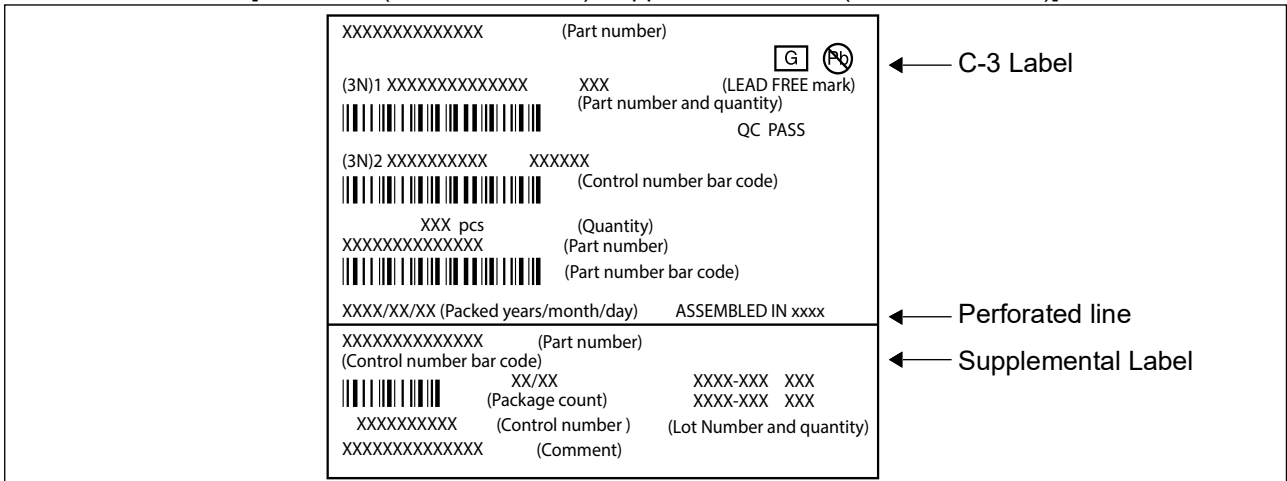 XXXXXXXXXXXXXX (Part number)
G Pb
C-3 Label
(3N)1 XXXXXXXXXXXXXX XXX (LEAD FREE mark)
(Part number and quantity)
QC PASS
(3N)2 XXXXXXXXXX XXXXXX
(Control number bar code)
XXX pcs (Quantity)
XXXXXXXXXXXXXX (Part number)
(Part number bar code)
XXXX/XX/XX (Packed years/month/day) ASSEMBLED IN xxxx
Perforated line
XXXXXXXXXXXXXX (Part number)
(Control number bar code)
Supplemental Label
XX/XX XXXX-XXX XXX
(Package count) XXXX-XXX XXX
XXXXXXXXXX (Control number ) (Lot Number and quantity)
XXXXXXXXXXXXXX (Comment)